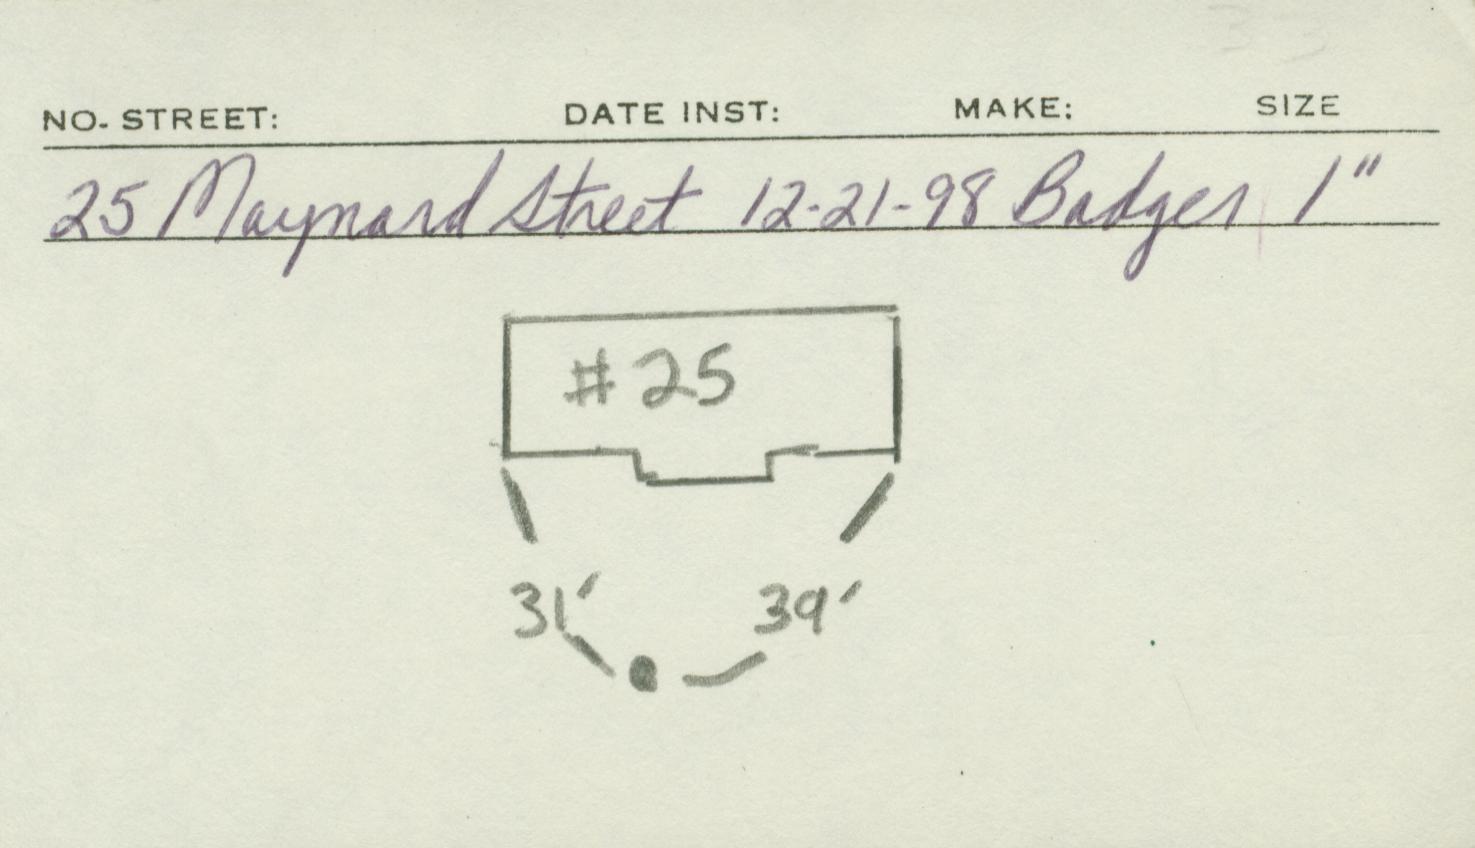 NO. STREET: DATE INST: MAKE: SIZE
25 Maynard Street 12-21-98 Badger 1"
#25
31' 39'